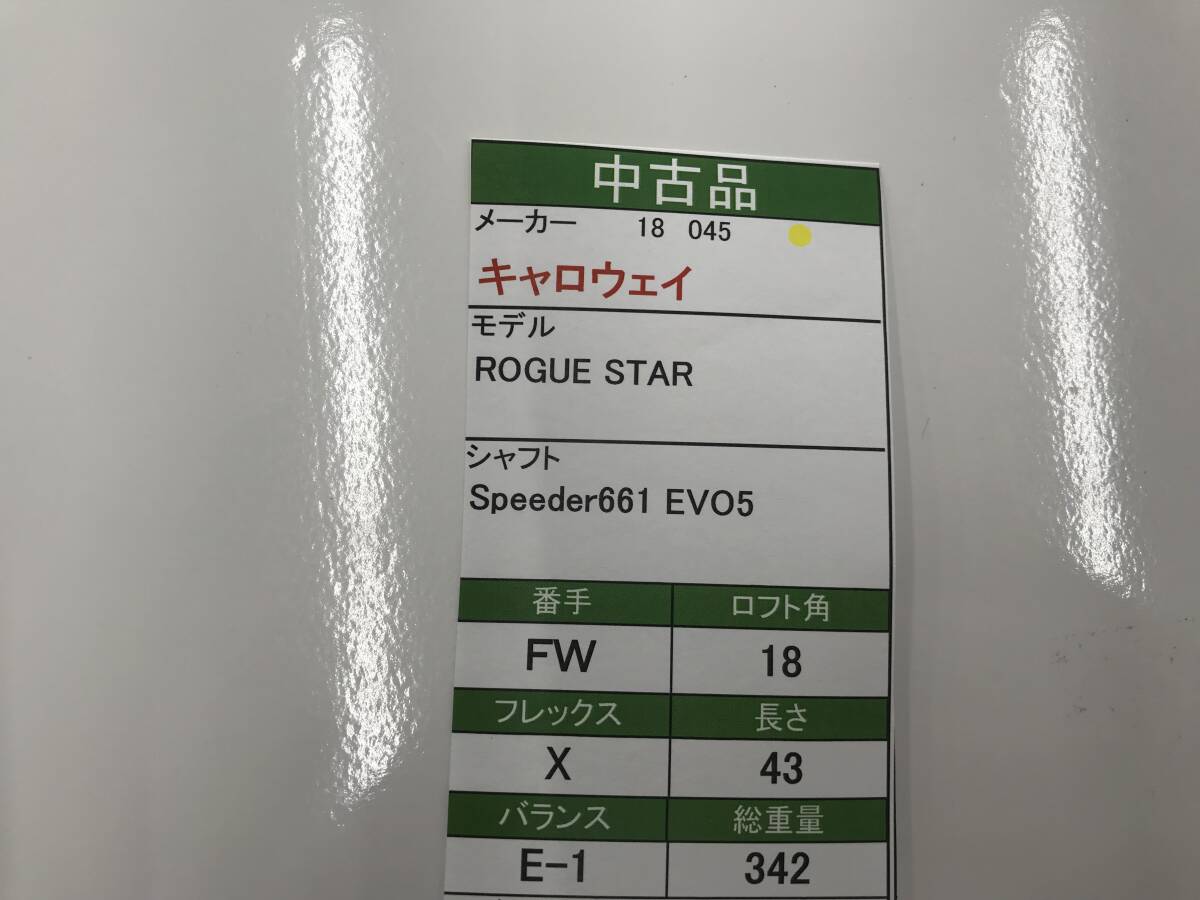 中古品
メーカー 18 045
キャロウェイ
モデル
ROGUE STAR
シャフト
Speeder661 EVO5
番手 ロフト角
FW 18
フレックス 長さ
X 43
バランス 総重量
E-1 342